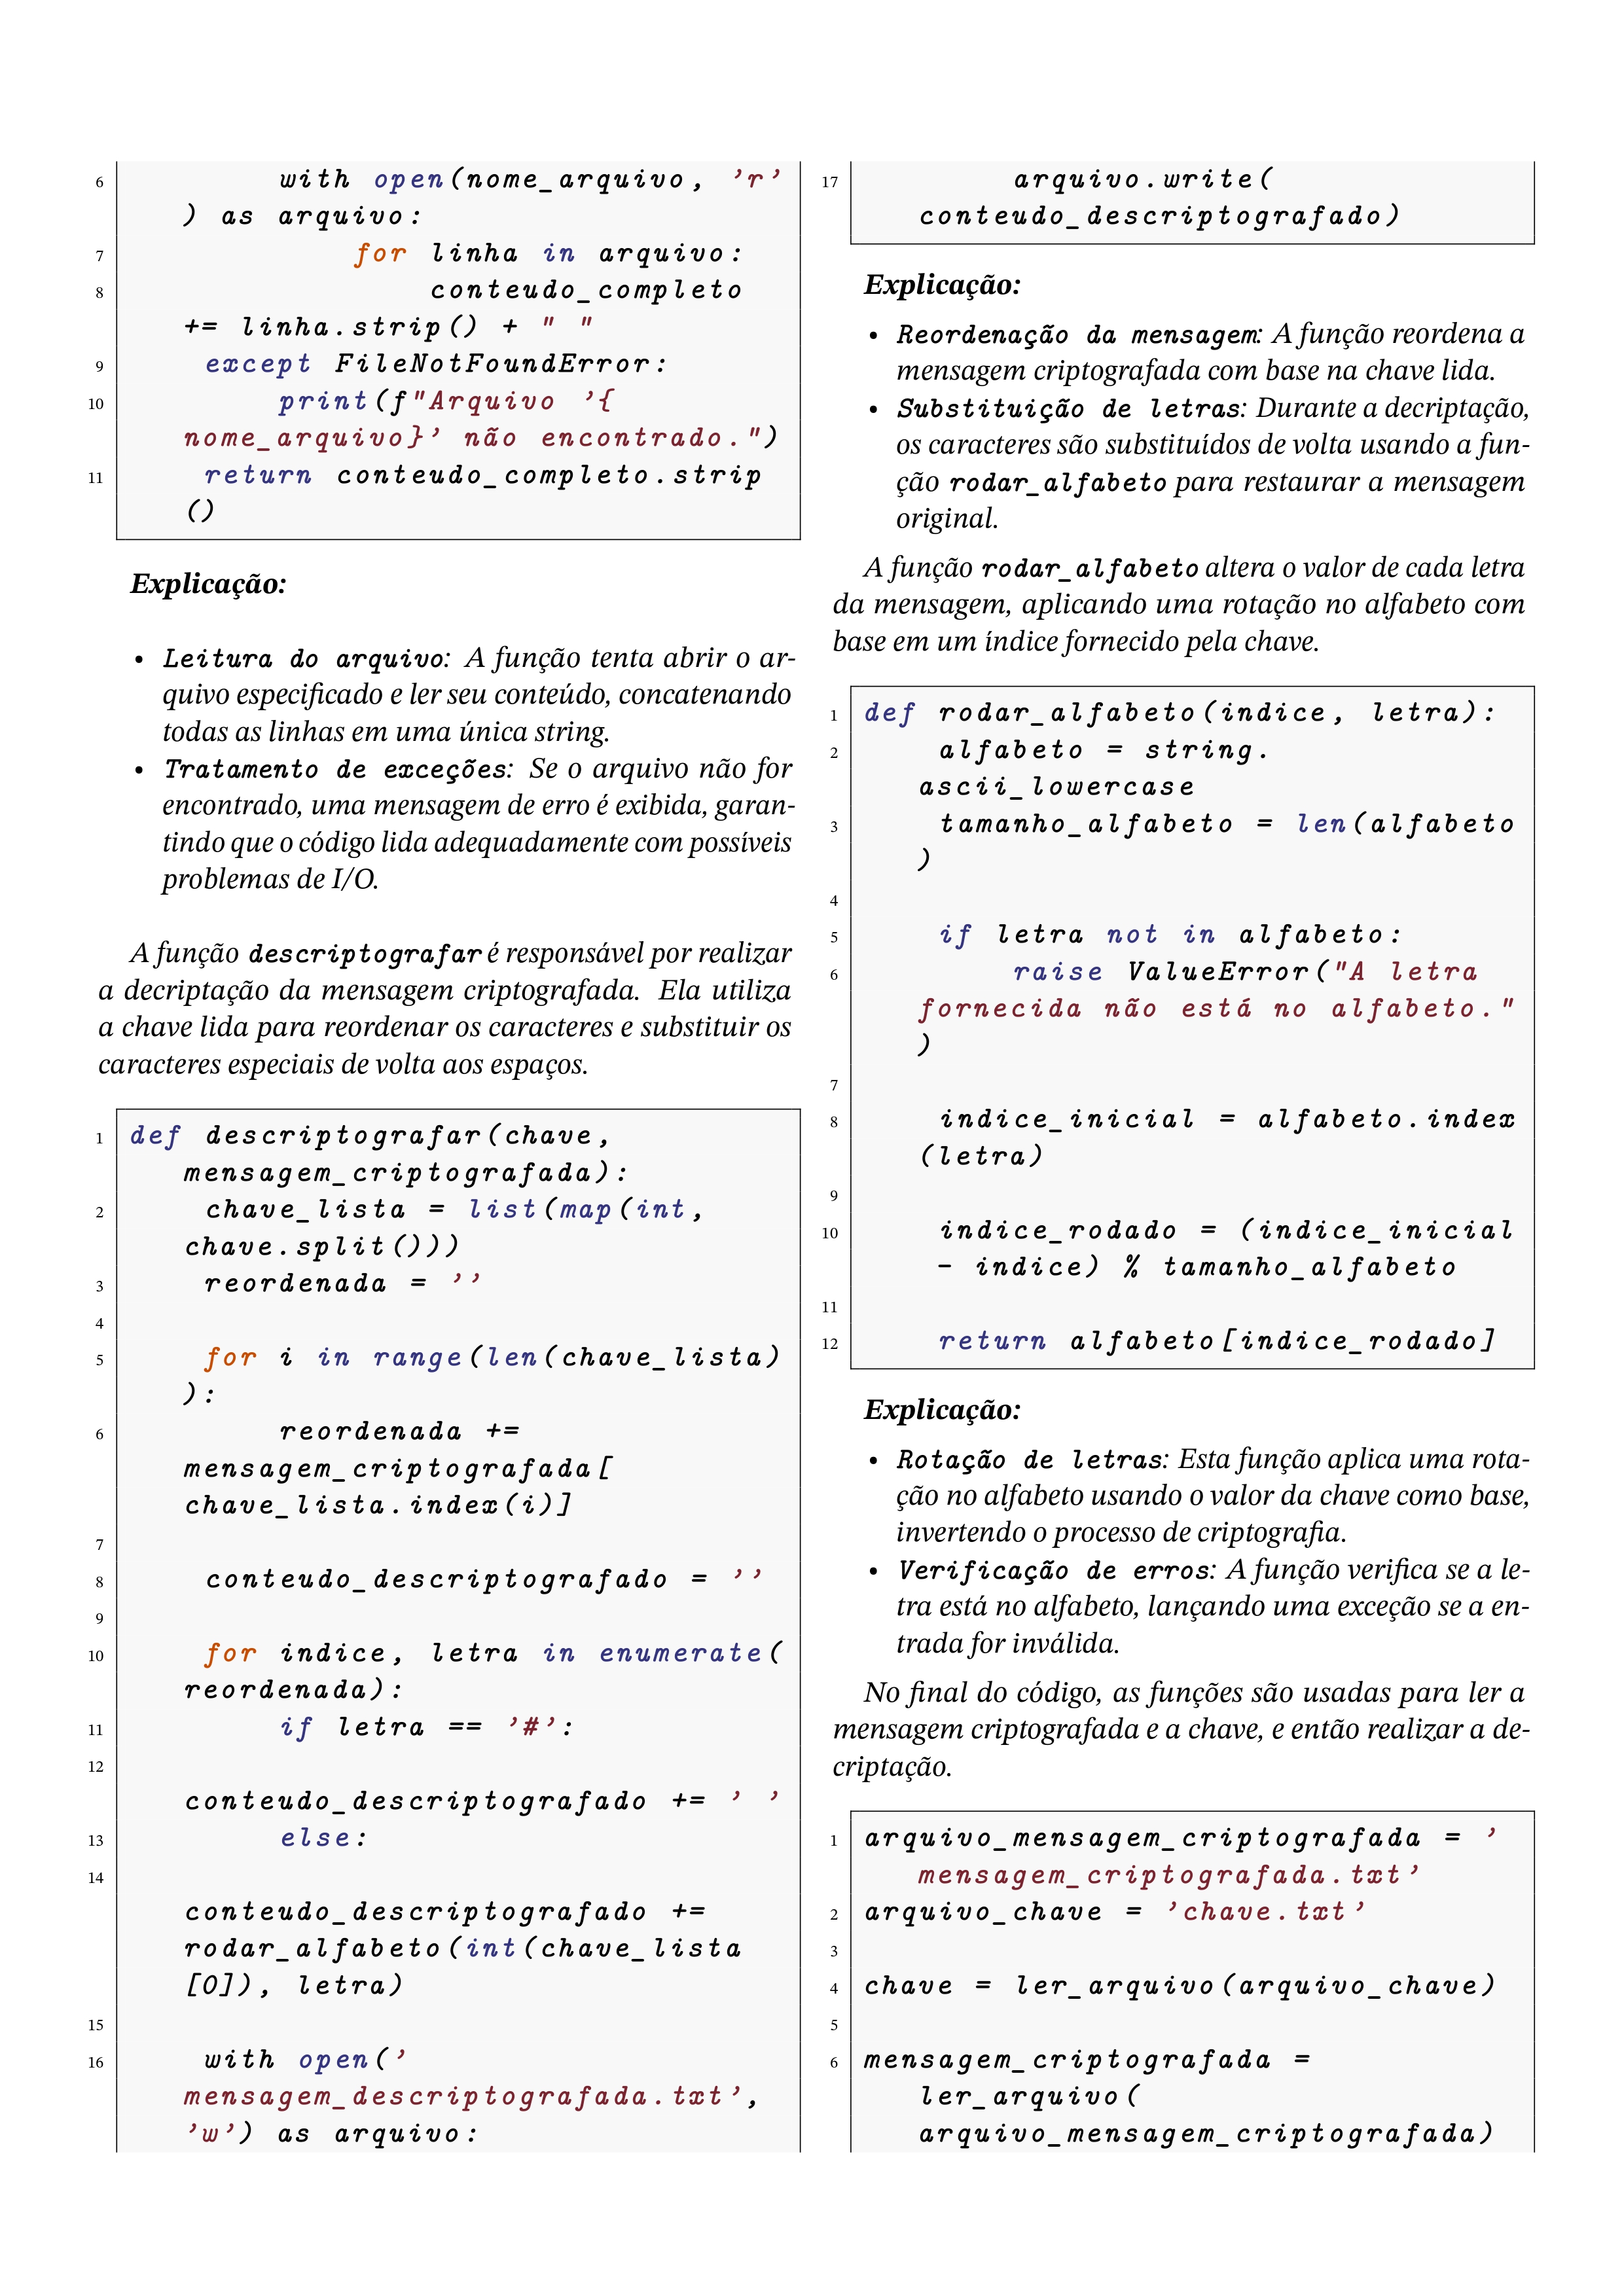 6 with open(nome_arquivo, 'r'
) as arquivo:
7 for linha in arquivo:
8 conteudo_completo
+= linha.strip() + " "
9 except FileNotFoundError:
10 print(f"Arquivo '{
nome_arquivo}' não encontrado.")
11 return conteudo_completo.strip
()
Explicação:
• Leitura do arquivo: A função tenta abrir o ar-
quivo especificado e ler seu conteúdo, concatenando
todas as linhas em uma única string.
• Tratamento de exceções: Se o arquivo não for
encontrado, uma mensagem de erro é exibida, garan-
tindo que o código lida adequadamente com possíveis
problemas de I/O.
A função descriptografar é responsável por realizar
a decriptação da mensagem criptografada. Ela utiliza
a chave lida para reordenar os caracteres e substituir os
caracteres especiais de volta aos espaços.
1 def descriptografar(chave,
mensagem_criptografada):
2 chave_lista = list(map(int,
chave.split()))
3 reordenada = ''
4
5 for i in range(len(chave_lista)
):
6 reordenada +=
mensagem_criptografada[
chave_lista.index(i)]
7
8 conteudo_descriptografado = ''
9
10 for indice, letra in enumerate(
reordenada):
11 if letra == '#':
12
conteudo_descriptografado += ' '
13 else:
14
conteudo_descriptografado +=
rodar_alfabeto(int(chave_lista
[0]), letra)
15
16 with open('
mensagem_descriptografada.txt',
'w') as arquivo:
17 arquivo.write(
conteudo_descriptografado)
Explicação:
• Reordenação da mensagem: A função reordena a
mensagem criptografada com base na chave lida.
• Substituição de letras: Durante a decriptação,
os caracteres são substituídos de volta usando a fun-
ção rodar_alfabeto para restaurar a mensagem
original.
A função rodar_alfabeto altera o valor de cada letra
da mensagem, aplicando uma rotação no alfabeto com
base em um índice fornecido pela chave.
1 def rodar_alfabeto(indice, letra):
2 alfabeto = string.
ascii_lowercase
3 tamanho_alfabeto = len(alfabeto
)
4
5 if letra not in alfabeto:
6 raise ValueError("A letra
fornecida não está no alfabeto."
)
7
8 indice_inicial = alfabeto.index
(letra)
9
10 indice_rodado = (indice_inicial
- indice) % tamanho_alfabeto
11
12 return alfabeto[indice_rodado]
Explicação:
• Rotação de letras: Esta função aplica uma rota-
ção no alfabeto usando o valor da chave como base,
invertendo o processo de criptografia.
• Verificação de erros: A função verifica se a le-
tra está no alfabeto, lançando uma exceção se a en-
trada for inválida.
No final do código, as funções são usadas para ler a
mensagem criptografada e a chave, e então realizar a de-
criptação.
1 arquivo_mensagem_criptografada = '
mensagem_criptografada.txt'
2 arquivo_chave = 'chave.txt'
3
4 chave = ler_arquivo(arquivo_chave)
5
6 mensagem_criptografada =
ler_arquivo(
arquivo_mensagem_criptografada)